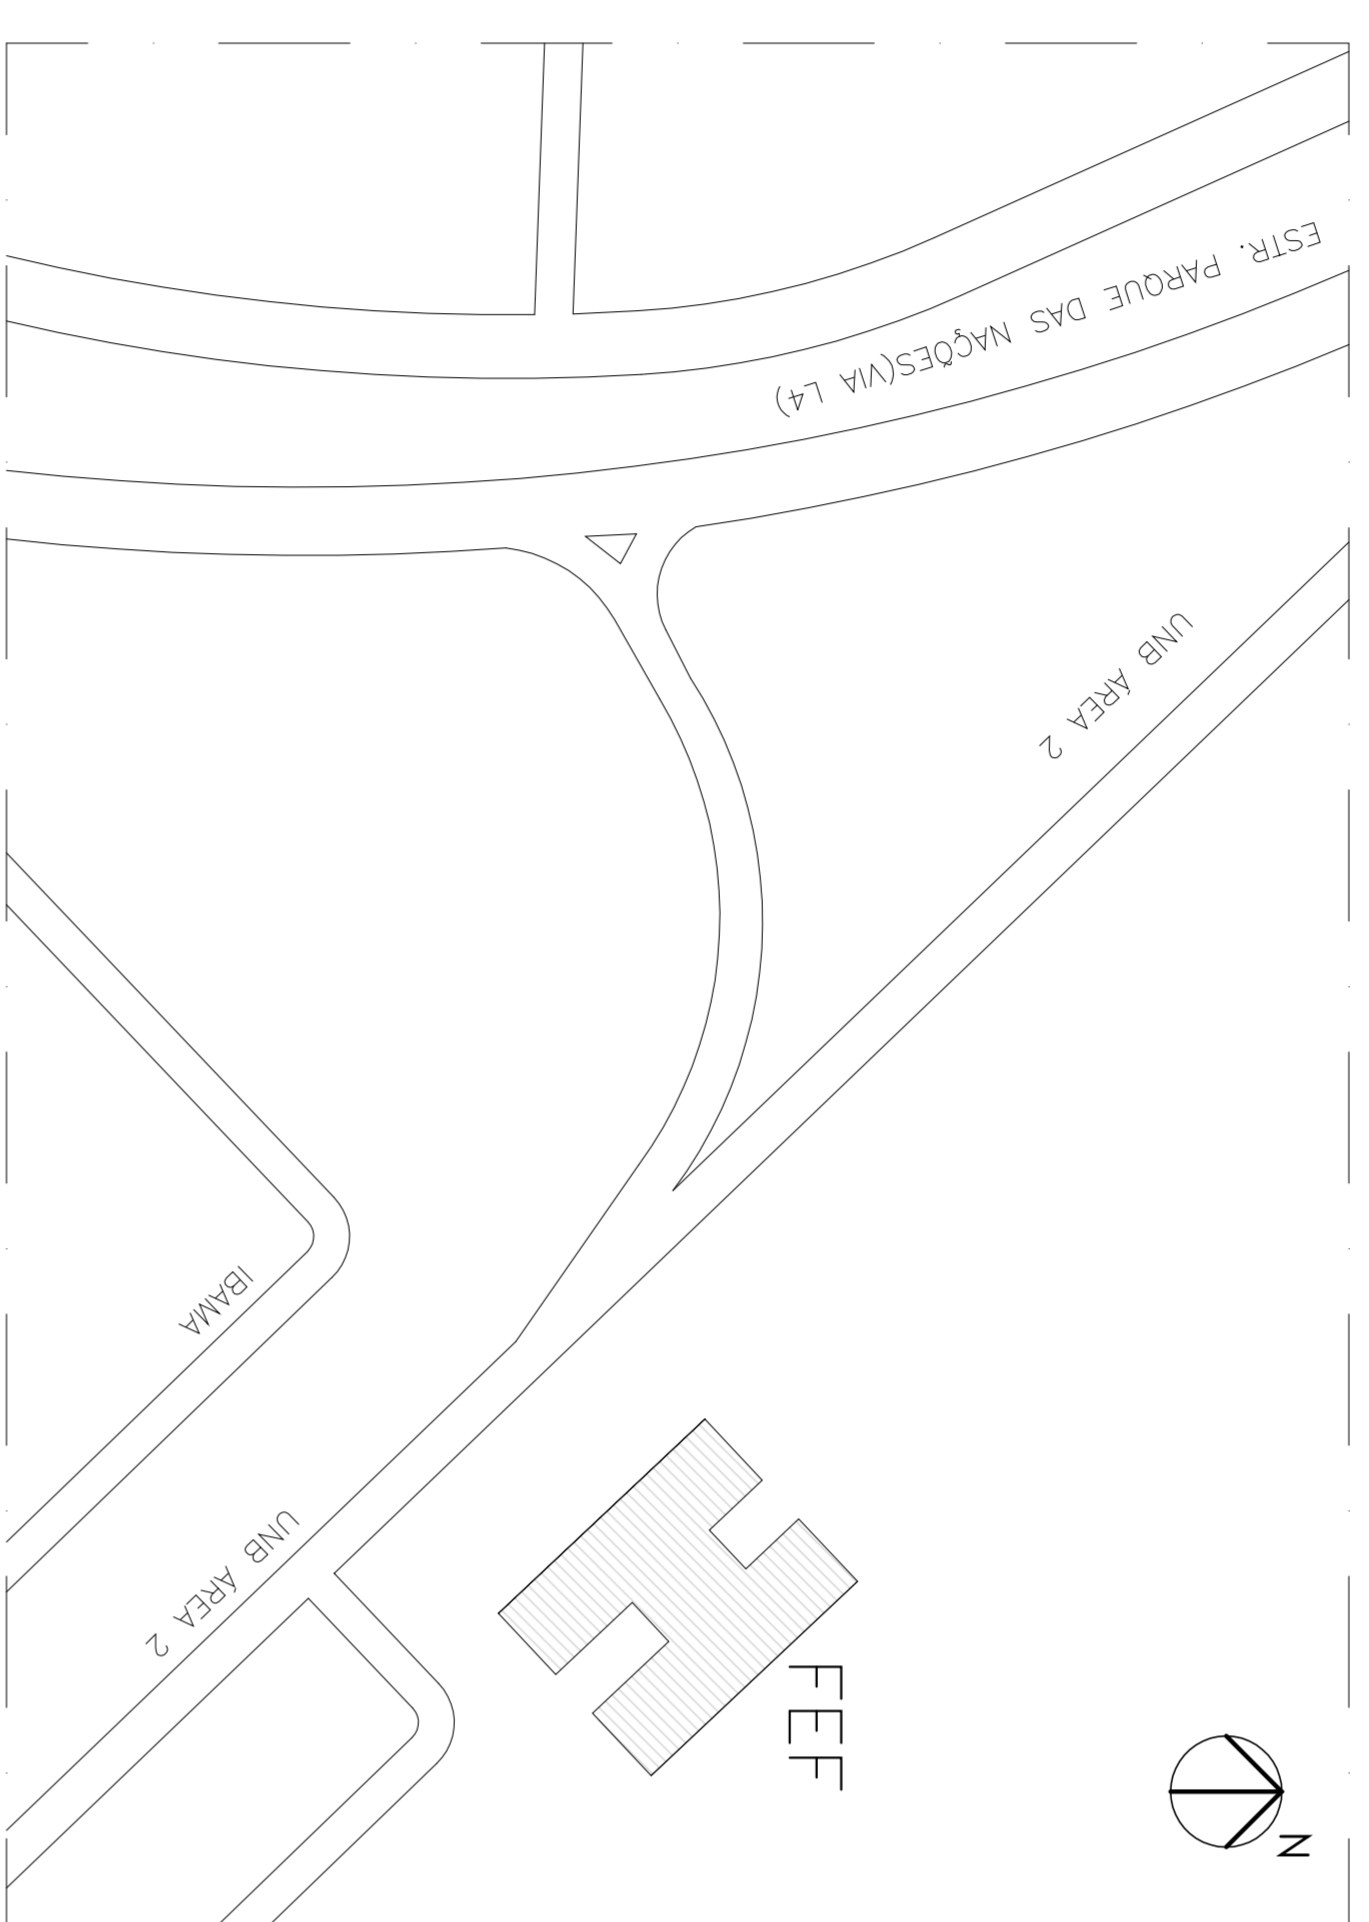 ESTR. PARQUE DAS NAÇÕES(VIA L4)
UNB ÁREA 2
IBAMA
UNB ÁREA 2
FEF
N